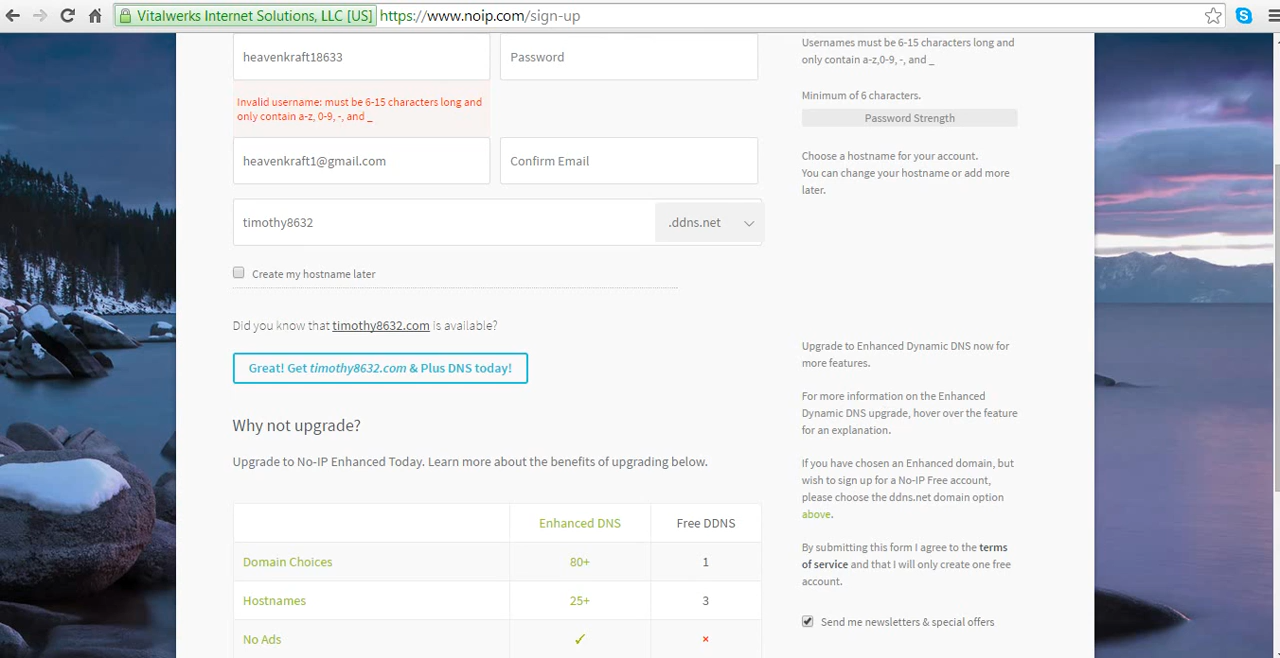 Vitalwerks Internet Solutions, LLC [US] https://www.noip.com/sign-up
heavenkraft18633
Password
Invalid username: must be 6-15 characters long and
only contain a-z, 0-9, -, and _
heavenkraft1@gmail.com
Confirm Email
timothy8632
.ddns.net
Create my hostname later
Did you know that timothy8632.com is available?
Great! Get timothy8632.com & Plus DNS today!
Why not upgrade?
Upgrade to No-IP Enhanced Today. Learn more about the benefits of upgrading below.
Enhanced DNS Free DDNS
Domain Choices 80+ 1
Hostnames 25+ 3
No Ads ✓ ×
Usernames must be 6-15 characters long and
only contain a-z,0-9, -, and _
Minimum of 6 characters.
Password Strength
Choose a hostname for your account.
You can change your hostname or add more
later.
Upgrade to Enhanced Dynamic DNS now for
more features.
For more information on the Enhanced
Dynamic DNS upgrade, hover over the feature
for an explanation.
If you have chosen an Enhanced domain, but
wish to sign up for a No-IP Free account,
please choose the ddns.net domain option
above.
By submitting this form I agree to the terms
of service and that I will only create one free
account.
Send me newsletters & special offers